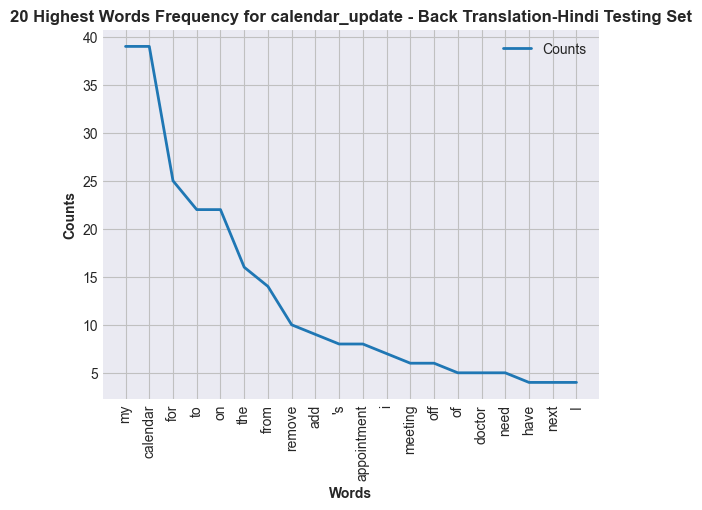 20 Highest Words Frequency for calendar_update - Back Translation-Hindi Testing Set
Counts
40
35
30
25
20
15
10
5
Counts
my
calendar
for
to
on
the
from
remove
add
's
appointment
i
meeting
off
of
doctor
need
have
next
I
Words